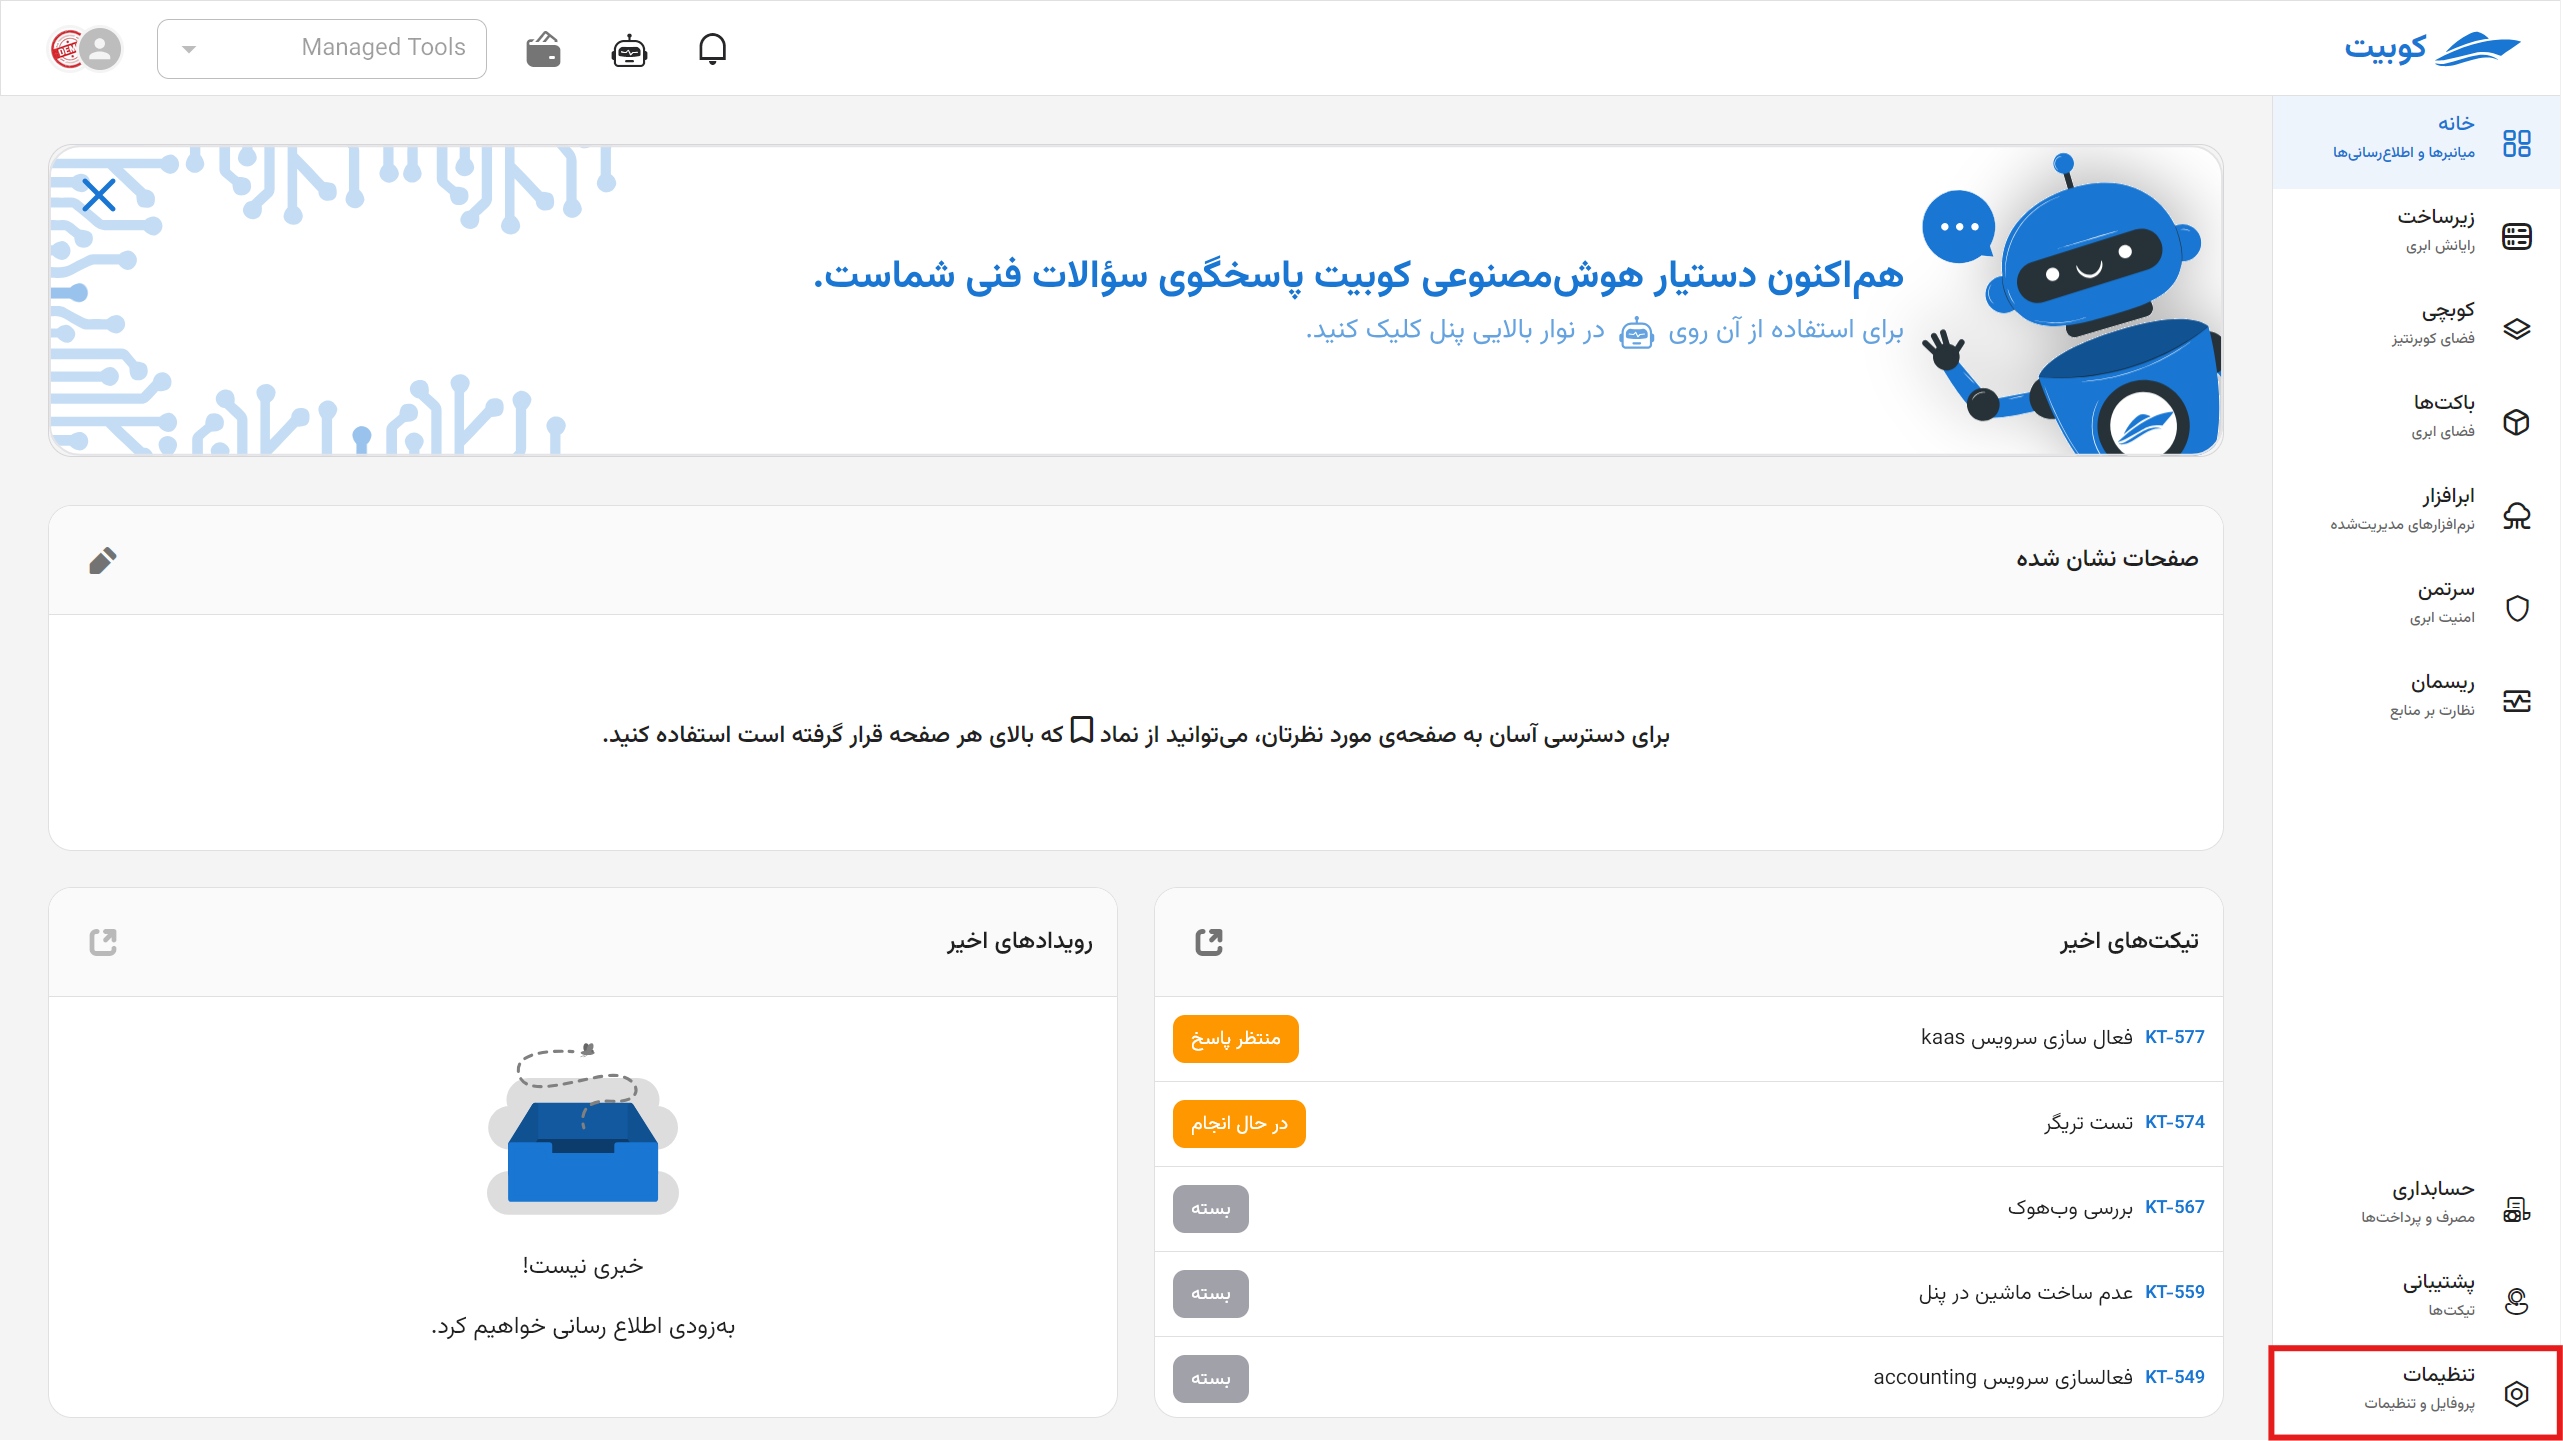 کوبیت
Managed Tools
خانه
میانبرها و اطلاع‌رسانی‌ها
زیرساخت
رایانش ابری
کوبچی
فضای کوبرنتیز
باکت‌ها
فضای ابری
ابرافزار
نرم‌افزارهای مدیریت‌شده
سرتمن
امنیت ابری
ریسمان
نظارت بر منابع
حسابداری
مصرف و پرداخت‌ها
پشتیبانی
تیکت‌ها
تنظیمات
پروفایل و تنظیمات
هم‌اکنون دستیار هوش‌مصنوعی کوبیت پاسخگوی سؤالات فنی شماست.
برای استفاده از آن روی در نوار بالایی پنل کلیک کنید.
صفحات نشان شده
برای دسترسی آسان به صفحه‌ی مورد نظرتان، می‌توانید از نماد که بالای هر صفحه قرار گرفته است استفاده کنید.
تیکت‌های اخیر
KT-577 فعال سازی سرویس kaas منتظر پاسخ
KT-574 تست تریگر در حال انجام
KT-567 بررسی وب‌هوک بسته
KT-559 عدم ساخت ماشین در پنل بسته
KT-549 فعالسازی سرویس accounting بسته
رویدادهای اخیر
خبری نیست!
به‌زودی اطلاع رسانی خواهیم کرد.